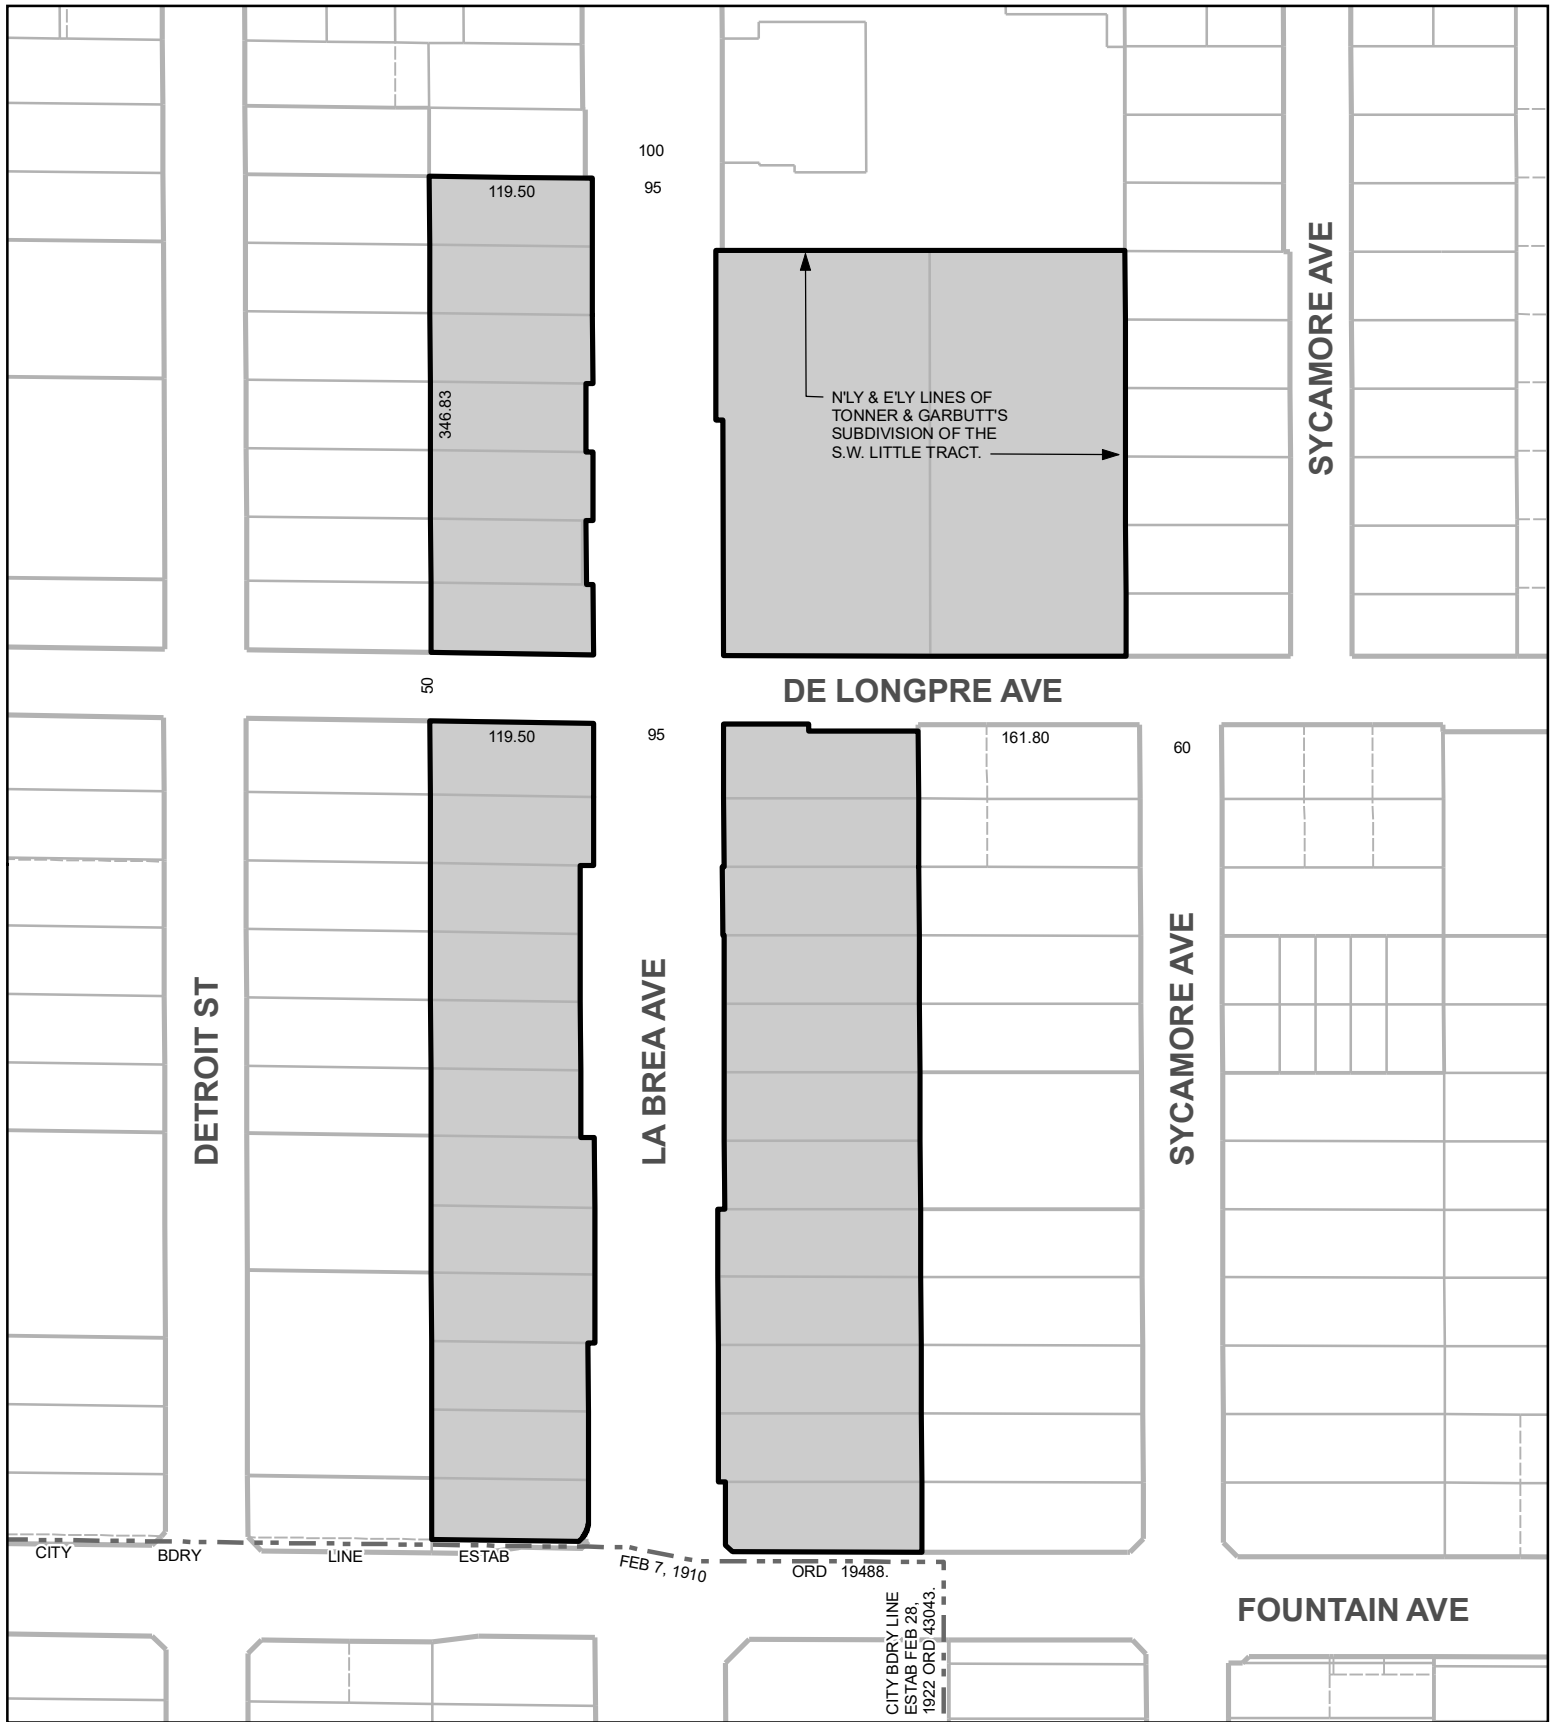 100
119.50
95
SYCAMORE AVE
346.83
N'LY & E'LY LINES OF
TONNER & GARBUTT'S
SUBDIVISION OF THE
S.W. LITTLE TRACT.
50
DE LONGPRE AVE
119.50
95
161.80
60
DETROIT ST
LA BREA AVE
SYCAMORE AVE
CITY BDRY LINE ESTAB FEB 7, 1910 ORD 19488.
CITY BDRY LINE
ESTAB FEB 28,
1922 ORD 43043.
FOUNTAIN AVE